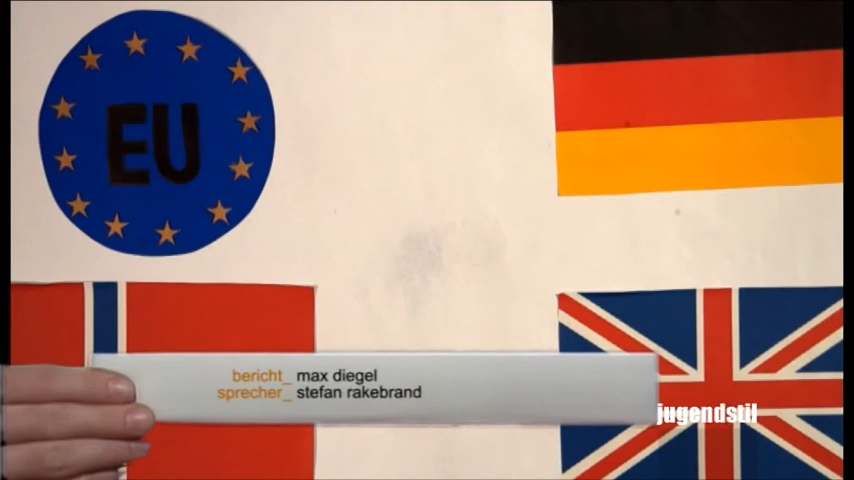 EU
bericht_ max diegel
sprecher_ stefan rakebrand
jugendstil